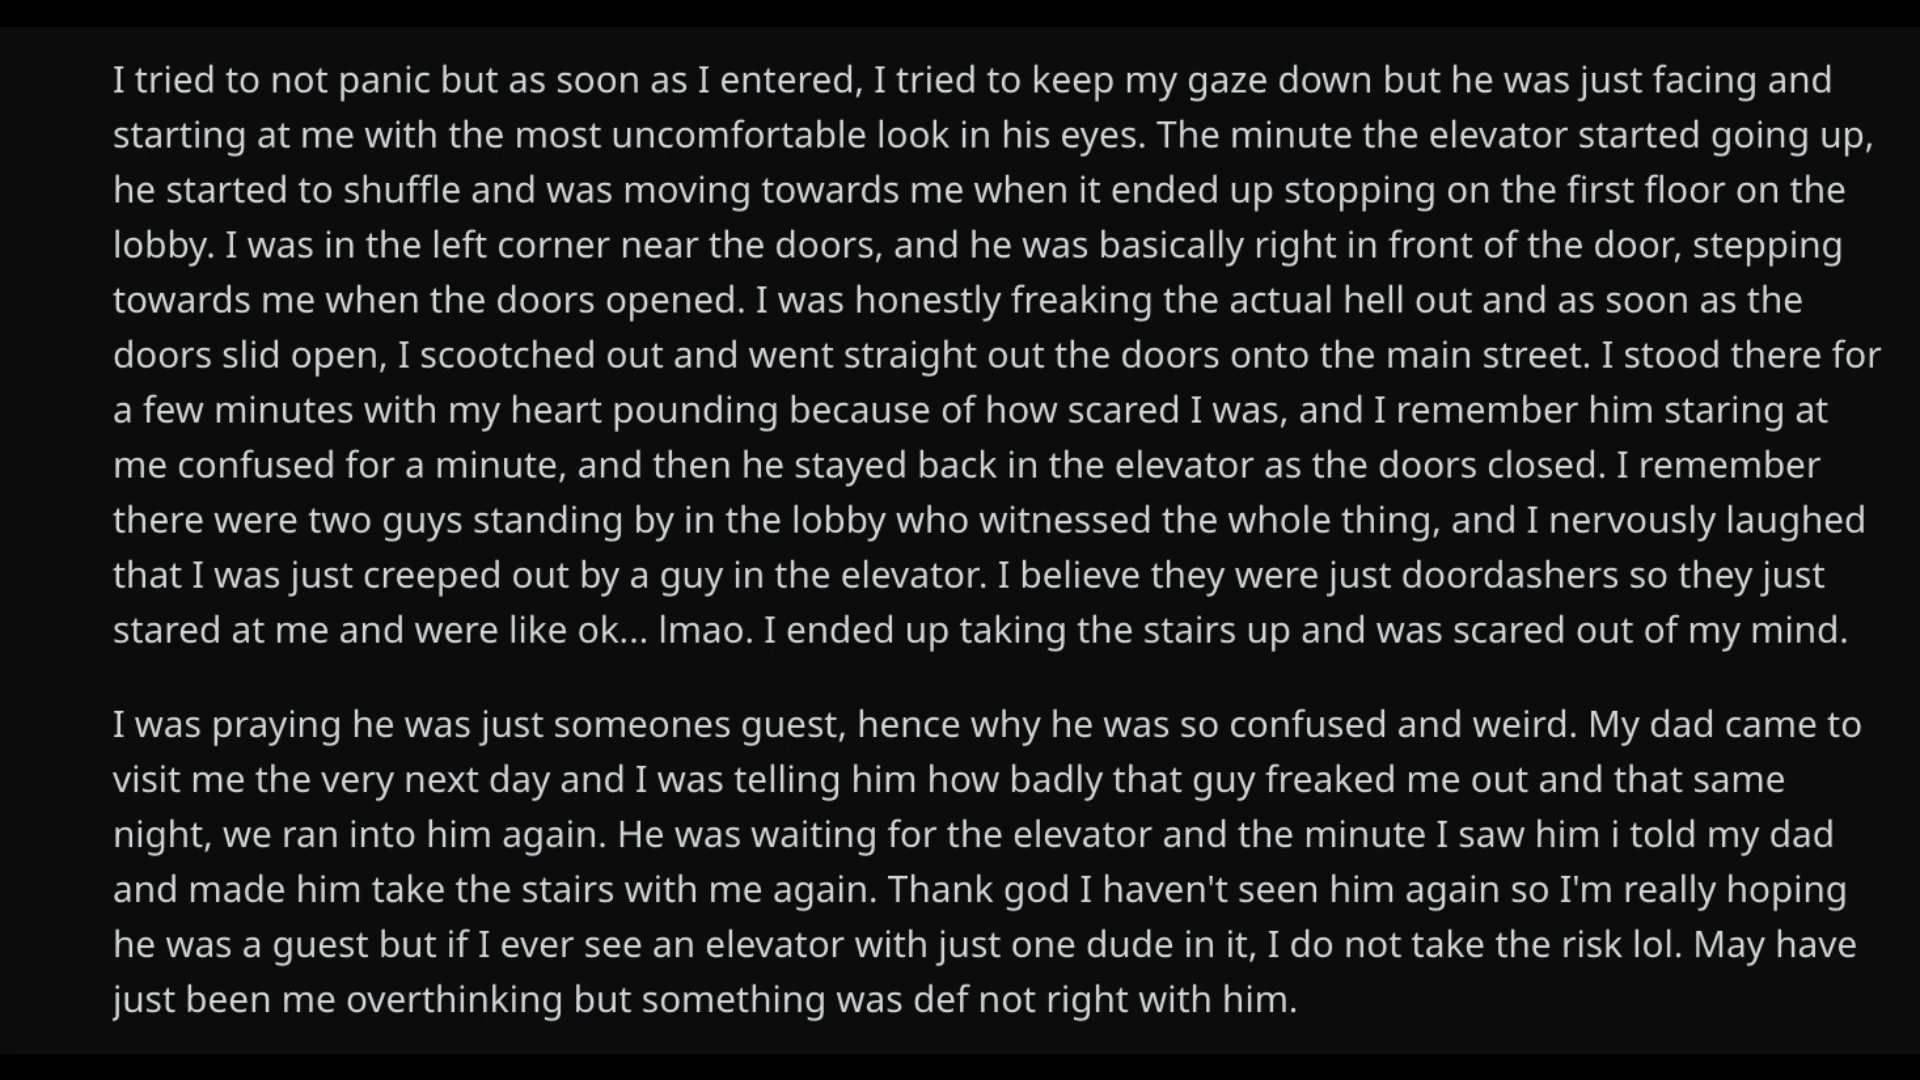 I tried to not panic but as soon as I entered, I tried to keep my gaze down but he was just facing and
starting at me with the most uncomfortable look in his eyes. The minute the elevator started going up,
he started to shuffle and was moving towards me when it ended up stopping on the first floor on the
lobby. I was in the left corner near the doors, and he was basically right in front of the door, stepping
towards me when the doors opened. I was honestly freaking the actual hell out and as soon as the
doors slid open, I scootched out and went straight out the doors onto the main street. I stood there for
a few minutes with my heart pounding because of how scared I was, and I remember him staring at
me confused for a minute, and then he stayed back in the elevator as the doors closed. I remember
there were two guys standing by in the lobby who witnessed the whole thing, and I nervously laughed
that I was just creeped out by a guy in the elevator. I believe they were just doordashers so they just
stared at me and were like ok... lmao. I ended up taking the stairs up and was scared out of my mind.
I was praying he was just someones guest, hence why he was so confused and weird. My dad came to
visit me the very next day and I was telling him how badly that guy freaked me out and that same
night, we ran into him again. He was waiting for the elevator and the minute I saw him i told my dad
and made him take the stairs with me again. Thank god I haven't seen him again so I'm really hoping
he was a guest but if I ever see an elevator with just one dude in it, I do not take the risk lol. May have
just been me overthinking but something was def not right with him.